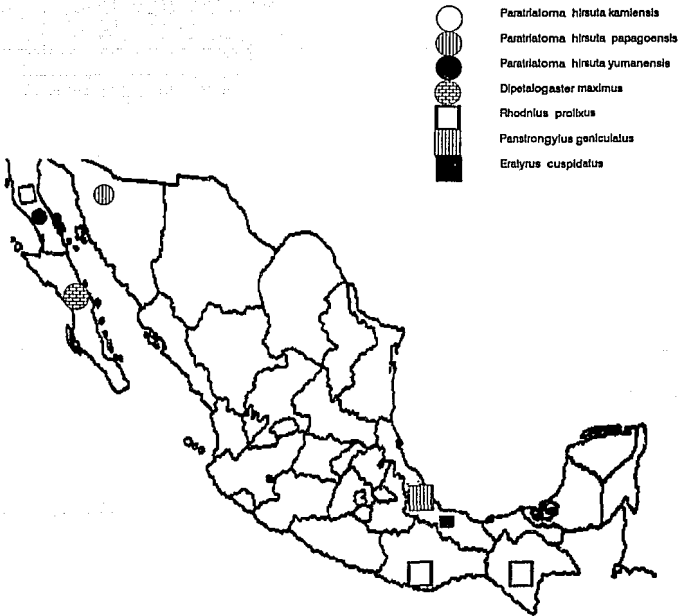 Paratriatoma hirsuta kamiensis
Paratriatoma hirsuta papagoensis
Paratriatoma hirsuta yumanensis
Dipetalogaster maximus
Rhodnius prolixus
Panstrongylus geniculatus
Eratyrus cuspidatus